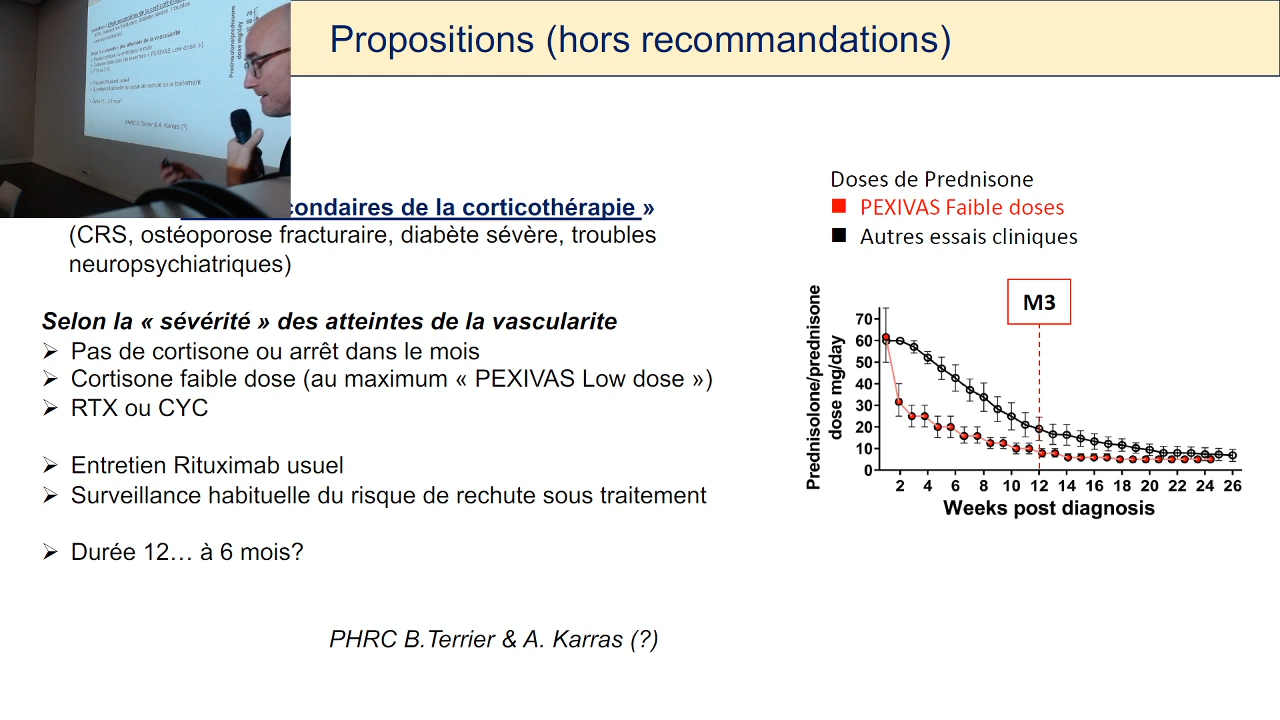 Propositions (hors recommandations)
condaires de la corticothérapie »
(CRS, ostéoporose fracturaire, diabète sévère, troubles
neuropsychiatriques)
Selon la « sévérité » des atteintes de la vascularite
Pas de cortisone ou arrêt dans le mois
Cortisone faible dose (au maximum « PEXIVAS Low dose »)
RTX ou CYC
Entretien Rituximab usuel
Surveillance habituelle du risque de rechute sous traitement
Durée 12… à 6 mois?
PHRC B.Terrier & A. Karras (?)
Doses de Prednisone
PEXIVAS Faible doses
Autres essais cliniques
M3
Prednisolone/prednisone
dose mg/day
70
60
50
40
30
20
10
0
2 4 6 8 10 12 14 16 18 20 22 24 26
Weeks post diagnosis